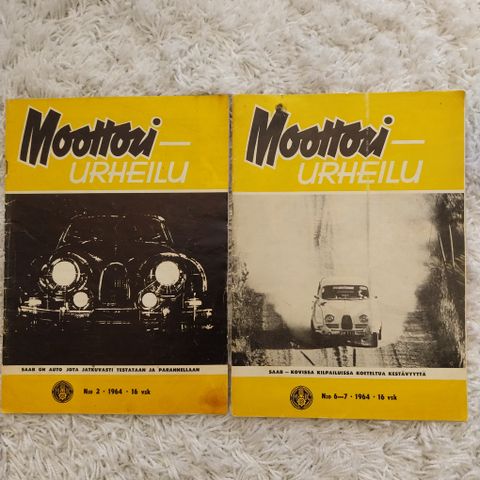 Moottori—
URHEILU
SAAB ON AUTO JOTA JATKUVASTI TESTATAAN JA PARANNELLAAN
N:o 2 · 1964 · 16 vsk
Moottori—
URHEILU
SAAB — KOVISSA KILPAILUISSA KOETELTUA KESTÄVYYTTÄ
N:o 6—7 · 1964 · 16 vsk